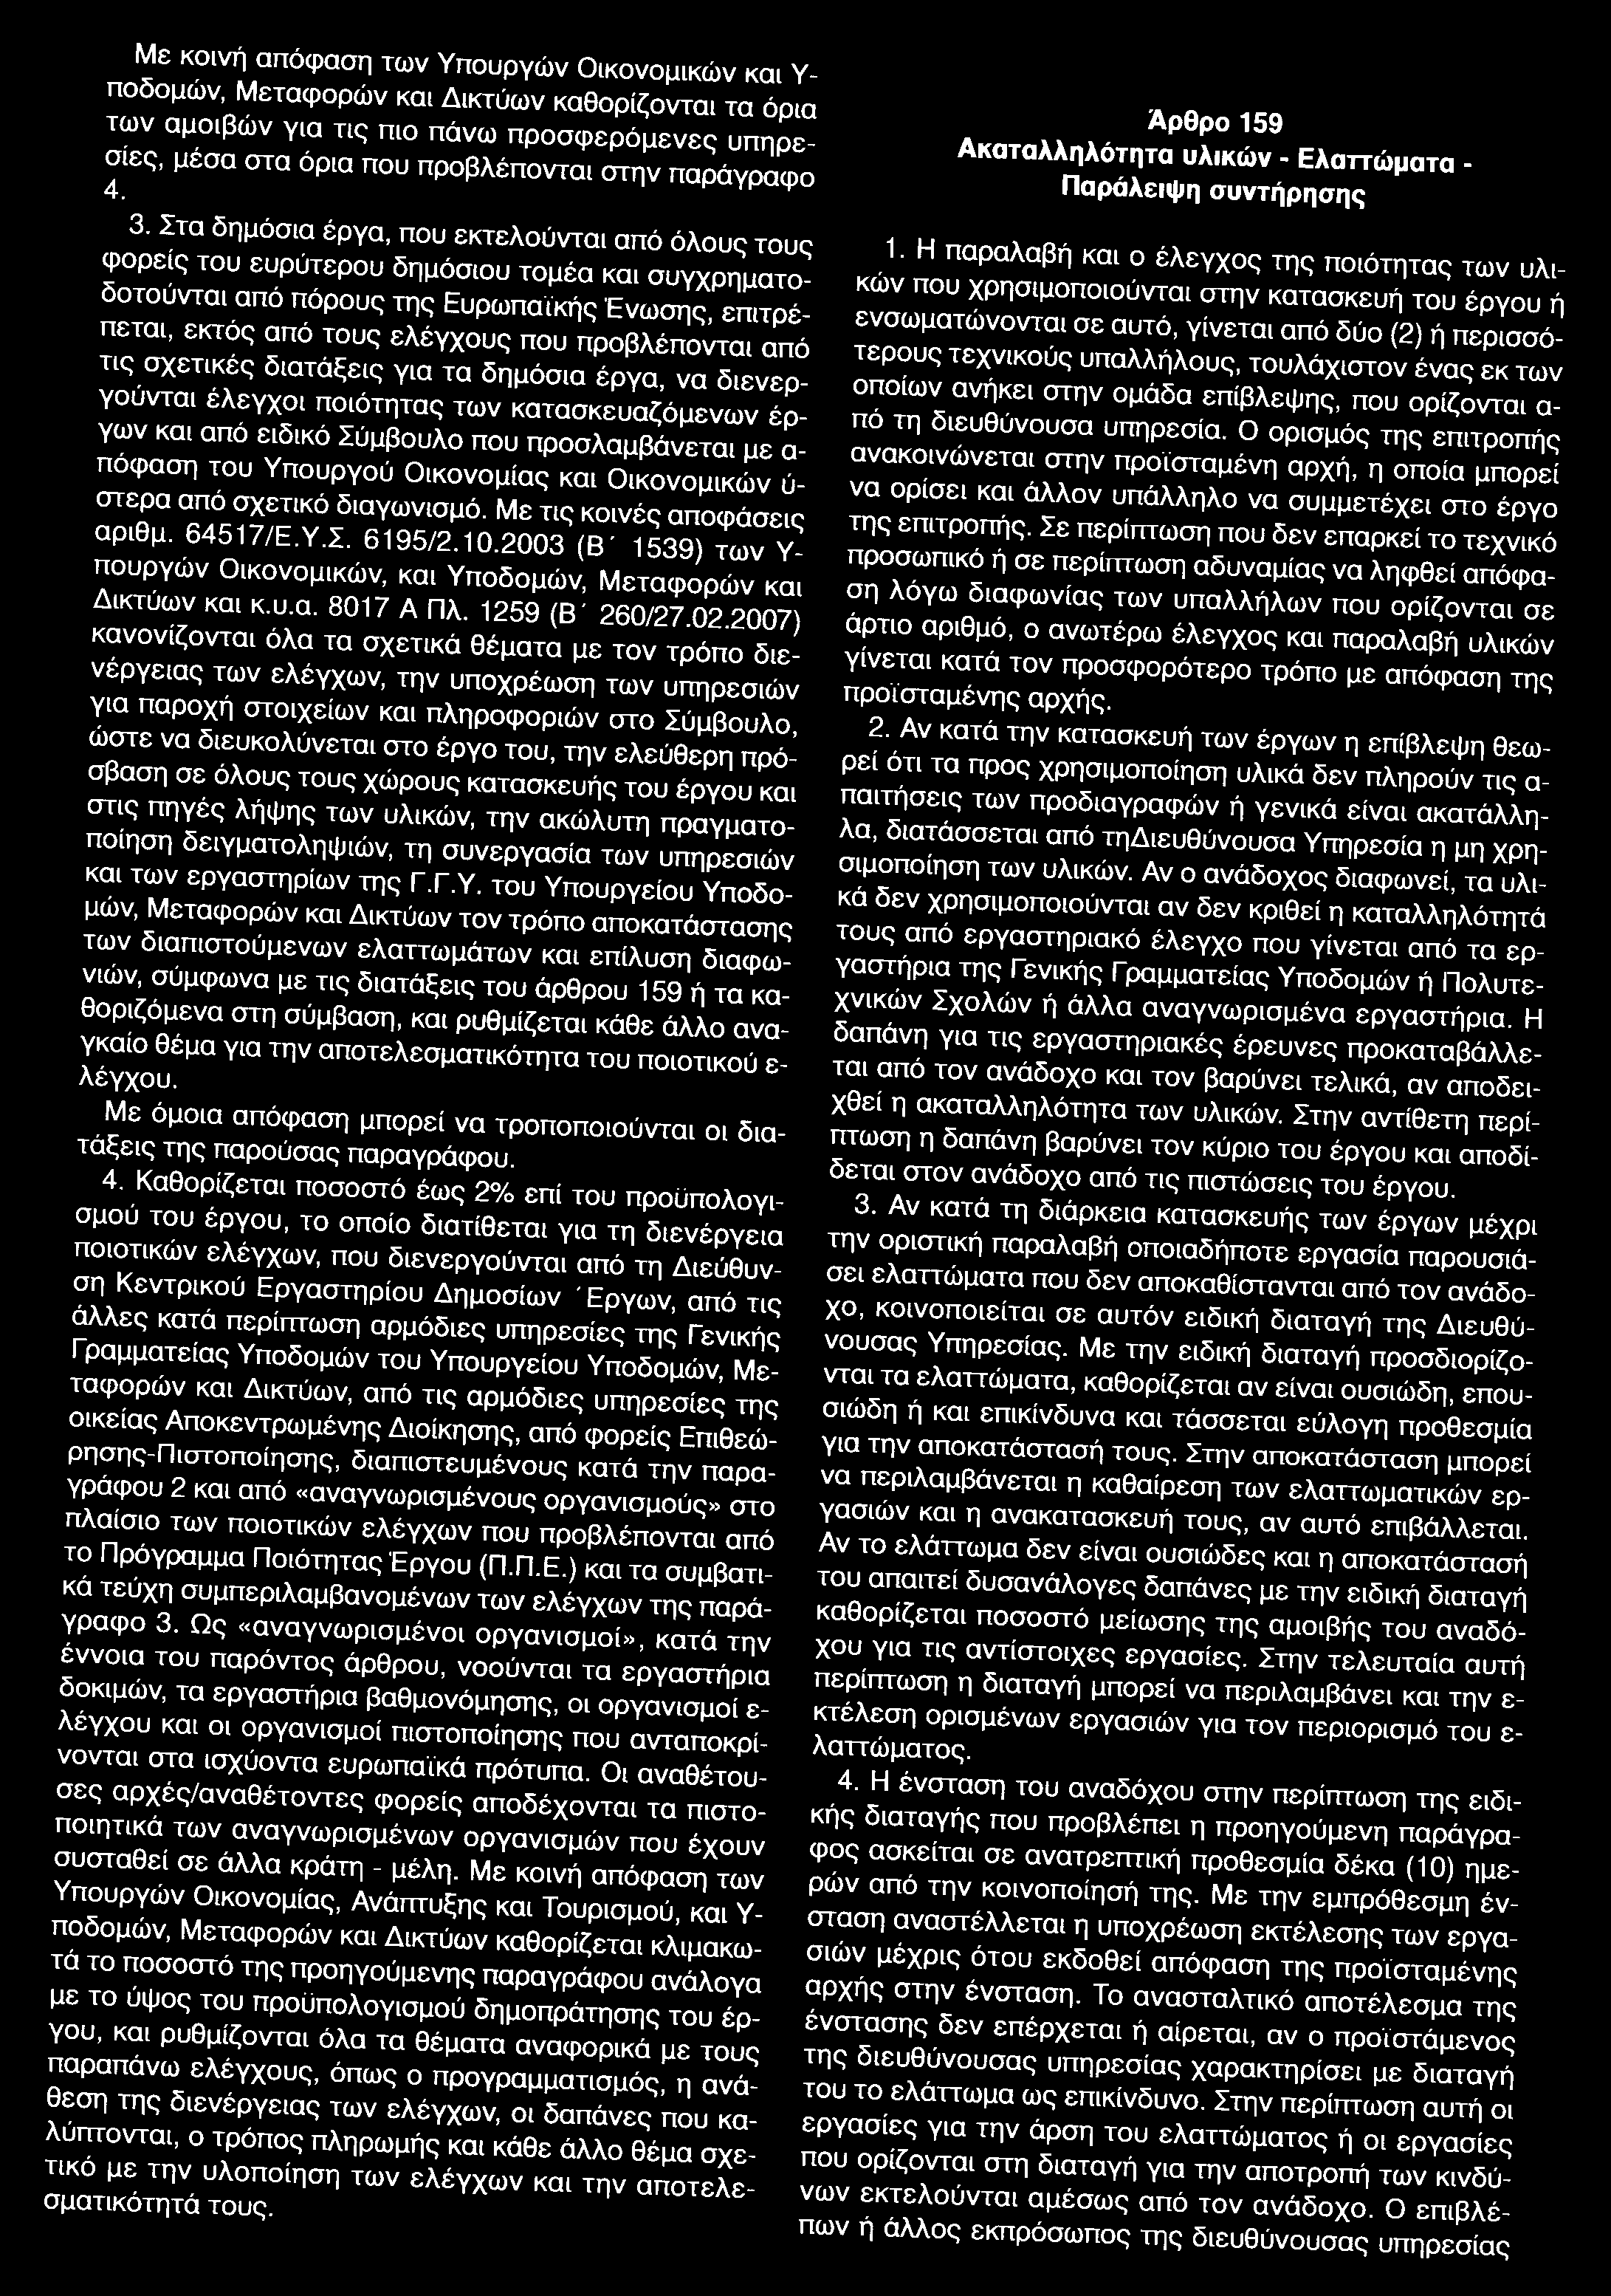 Με κοινή απόφαση των Υπουργών Οικονομικών και Υ-
ποδομών, Μεταφορών και Δικτύων καθορίζονται τα όρια
των αμοιβών για τις πιο πάνω προσφερόμενες υπηρε-
σίες, μέσα στα όρια που προβλέπονται στην παράγραφο
4.
3. Στα δημόσια έργα, που εκτελούνται από όλους τους
φορείς του ευρύτερου δημόσιου τομέα και συγχρηματο-
δοτούνται από πόρους της Ευρωπαϊκής Ένωσης, επιτρέ-
πεται, εκτός από τους ελέγχους που προβλέπονται από
τις σχετικές διατάξεις για τα δημόσια έργα, να διενερ-
γούνται έλεγχοι ποιότητας των κατασκευαζόμενων έρ-
γων και από ειδικό Σύμβουλο που προσλαμβάνεται με α-
πόφαση του Υπουργού Οικονομίας και Οικονομικών ύ-
στερα από σχετικό διαγωνισμό. Με τις κοινές αποφάσεις
αριθμ. 64517/Ε.Υ.Σ. 6195/2.10.2003 (Β΄ 1539) των Υ-
πουργών Οικονομικών, και Υποδομών, Μεταφορών και
Δικτύων και κ.υ.α. 8017 Α Πλ. 1259 (Β΄ 260/27.02.2007)
κανονίζονται όλα τα σχετικά θέματα με τον τρόπο διε-
νέργειας των ελέγχων, την υποχρέωση των υπηρεσιών
για παροχή στοιχείων και πληροφοριών στο Σύμβουλο,
ώστε να διευκολύνεται στο έργο του, την ελεύθερη πρό-
σβαση σε όλους τους χώρους κατασκευής του έργου και
στις πηγές λήψης των υλικών, την ακώλυτη πραγματο-
ποίηση δειγματοληψιών, τη συνεργασία των υπηρεσιών
και των εργαστηρίων της Γ.Γ.Υ. του Υπουργείου Υποδο-
μών, Μεταφορών και Δικτύων τον τρόπο αποκατάστασης
των διαπιστούμενων ελαττωμάτων και επίλυση διαφω-
νιών, σύμφωνα με τις διατάξεις του άρθρου 159 ή τα κα-
θοριζόμενα στη σύμβαση, και ρυθμίζεται κάθε άλλο ανα-
γκαίο θέμα για την αποτελεσματικότητα του ποιοτικού ε-
λέγχου.
Με όμοια απόφαση μπορεί να τροποποιούνται οι δια-
τάξεις της παρούσας παραγράφου.
4. Καθορίζεται ποσοστό έως 2% επί του προϋπολογι-
σμού του έργου, το οποίο διατίθεται για τη διενέργεια
ποιοτικών ελέγχων, που διενεργούνται από τη Διεύθυν-
ση Κεντρικού Εργαστηρίου Δημοσίων ΄Εργων, από τις
άλλες κατά περίπτωση αρμόδιες υπηρεσίες της Γενικής
Γραμματείας Υποδομών του Υπουργείου Υποδομών, Με-
ταφορών και Δικτύων, από τις αρμόδιες υπηρεσίες της
οικείας Αποκεντρωμένης Διοίκησης, από φορείς Επιθεώ-
ρησης-Πιστοποίησης, διαπιστευμένους κατά την παρα-
γράφου 2 και από «αναγνωρισμένους οργανισμούς» στο
πλαίσιο των ποιοτικών ελέγχων που προβλέπονται από
το Πρόγραμμα Ποιότητας Έργου (Π.Π.Ε.) και τα συμβατι-
κά τεύχη συμπεριλαμβανομένων των ελέγχων της παρά-
γραφο 3. Ως «αναγνωρισμένοι οργανισμοί», κατά την
έννοια του παρόντος άρθρου, νοούνται τα εργαστήρια
δοκιμών, τα εργαστήρια βαθμονόμησης, οι οργανισμοί ε-
λέγχου και οι οργανισμοί πιστοποίησης που ανταποκρί-
νονται στα ισχύοντα ευρωπαϊκά πρότυπα. Οι αναθέτου-
σες αρχές/αναθέτοντες φορείς αποδέχονται τα πιστο-
ποιητικά των αναγνωρισμένων οργανισμών που έχουν
συσταθεί σε άλλα κράτη - μέλη. Με κοινή απόφαση των
Υπουργών Οικονομίας, Ανάπτυξης και Τουρισμού, και Υ-
ποδομών, Μεταφορών και Δικτύων καθορίζεται κλιμακω-
τά το ποσοστό της προηγούμενης παραγράφου ανάλογα
με το ύψος του προϋπολογισμού δημοπράτησης του έρ-
γου, και ρυθμίζονται όλα τα θέματα αναφορικά με τους
παραπάνω ελέγχους, όπως ο προγραμματισμός, η ανά-
θεση της διενέργειας των ελέγχων, οι δαπάνες που κα-
λύπτονται, ο τρόπος πληρωμής και κάθε άλλο θέμα σχε-
τικό με την υλοποίηση των ελέγχων και την αποτελε-
σματικότητά τους.
Άρθρο 159
Ακαταλληλότητα υλικών - Ελαττώματα -
Παράλειψη συντήρησης
1. Η παραλαβή και ο έλεγχος της ποιότητας των υλι-
κών που χρησιμοποιούνται στην κατασκευή του έργου ή
ενσωματώνονται σε αυτό, γίνεται από δύο (2) ή περισσό-
τερους τεχνικούς υπαλλήλους, τουλάχιστον ένας εκ των
οποίων ανήκει στην ομάδα επίβλεψης, που ορίζονται α-
πό τη διευθύνουσα υπηρεσία. Ο ορισμός της επιτροπής
ανακοινώνεται στην προϊσταμένη αρχή, η οποία μπορεί
να ορίσει και άλλον υπάλληλο να συμμετέχει στο έργο
της επιτροπής. Σε περίπτωση που δεν επαρκεί το τεχνικό
προσωπικό ή σε περίπτωση αδυναμίας να ληφθεί απόφα-
ση λόγω διαφωνίας των υπαλλήλων που ορίζονται σε
άρτιο αριθμό, ο ανωτέρω έλεγχος και παραλαβή υλικών
γίνεται κατά τον προσφορότερο τρόπο με απόφαση της
προϊσταμένης αρχής.
2. Αν κατά την κατασκευή των έργων η επίβλεψη θεω-
ρεί ότι τα προς χρησιμοποίηση υλικά δεν πληρούν τις α-
παιτήσεις των προδιαγραφών ή γενικά είναι ακατάλλη-
λα, διατάσσεται από τηΔιευθύνουσα Υπηρεσία η μη χρη-
σιμοποίηση των υλικών. Αν ο ανάδοχος διαφωνεί, τα υλι-
κά δεν χρησιμοποιούνται αν δεν κριθεί η καταλληλότητά
τους από εργαστηριακό έλεγχο που γίνεται από τα ερ-
γαστήρια της Γενικής Γραμματείας Υποδομών ή Πολυτε-
χνικών Σχολών ή άλλα αναγνωρισμένα εργαστήρια. Η
δαπάνη για τις εργαστηριακές έρευνες προκαταβάλλε-
ται από τον ανάδοχο και τον βαρύνει τελικά, αν αποδει-
χθεί η ακαταλληλότητα των υλικών. Στην αντίθετη περί-
πτωση η δαπάνη βαρύνει τον κύριο του έργου και αποδί-
δεται στον ανάδοχο από τις πιστώσεις του έργου.
3. Αν κατά τη διάρκεια κατασκευής των έργων μέχρι
την οριστική παραλαβή οποιαδήποτε εργασία παρουσιά-
σει ελαττώματα που δεν αποκαθίστανται από τον ανάδο-
χο, κοινοποιείται σε αυτόν ειδική διαταγή της Διευθύ-
νουσας Υπηρεσίας. Με την ειδική διαταγή προσδιορίζο-
νται τα ελαττώματα, καθορίζεται αν είναι ουσιώδη, επου-
σιώδη ή και επικίνδυνα και τάσσεται εύλογη προθεσμία
για την αποκατάστασή τους. Στην αποκατάσταση μπορεί
να περιλαμβάνεται η καθαίρεση των ελαττωματικών ερ-
γασιών και η ανακατασκευή τους, αν αυτό επιβάλλεται.
Αν το ελάττωμα δεν είναι ουσιώδες και η αποκατάστασή
του απαιτεί δυσανάλογες δαπάνες με την ειδική διαταγή
καθορίζεται ποσοστό μείωσης της αμοιβής του αναδό-
χου για τις αντίστοιχες εργασίες. Στην τελευταία αυτή
περίπτωση η διαταγή μπορεί να περιλαμβάνει και την ε-
κτέλεση ορισμένων εργασιών για τον περιορισμό του ε-
λαττώματος.
4. Η ένσταση του αναδόχου στην περίπτωση της ειδι-
κής διαταγής που προβλέπει η προηγούμενη παράγρα-
φος ασκείται σε ανατρεπτική προθεσμία δέκα (10) ημε-
ρών από την κοινοποίησή της. Με την εμπρόθεσμη έν-
σταση αναστέλλεται η υποχρέωση εκτέλεσης των εργα-
σιών μέχρις ότου εκδοθεί απόφαση της προϊσταμένης
αρχής στην ένσταση. Το ανασταλτικό αποτέλεσμα της
ένστασης δεν επέρχεται ή αίρεται, αν ο προϊστάμενος
της διευθύνουσας υπηρεσίας χαρακτηρίσει με διαταγή
του το ελάττωμα ως επικίνδυνο. Στην περίπτωση αυτή οι
εργασίες για την άρση του ελαττώματος ή οι εργασίες
που ορίζονται στη διαταγή για την αποτροπή των κινδύ-
νων εκτελούνται αμέσως από τον ανάδοχο. Ο επιβλέ-
πων ή άλλος εκπρόσωπος της διευθύνουσας υπηρεσίας